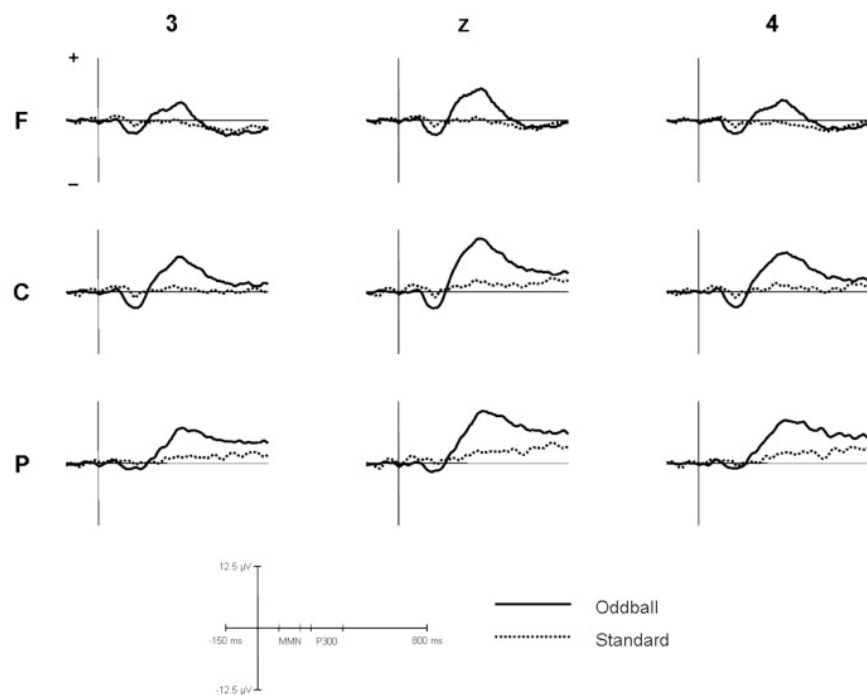 3 z 4
+
F
–
C
P
12.5 µV
-150 ms MMN P300 800 ms
-12.5 µV
Oddball
Standard